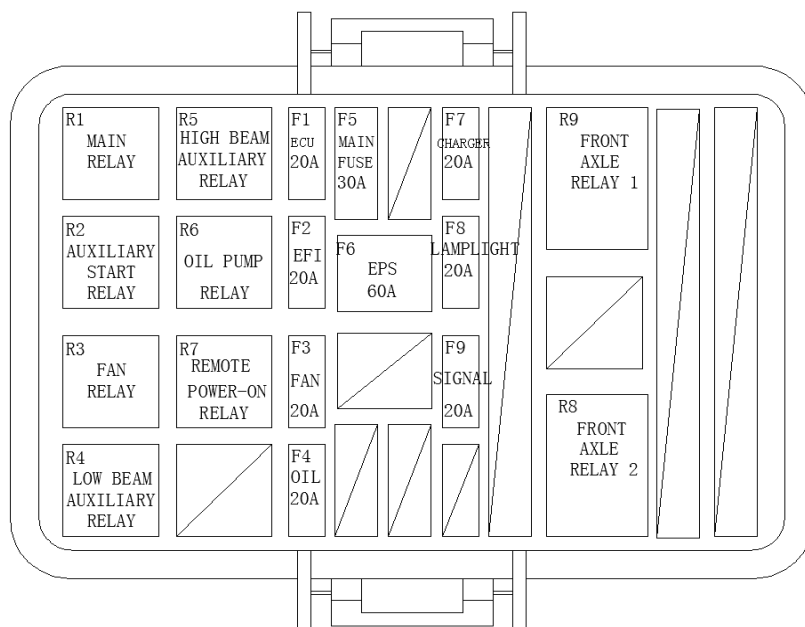 R1
MAIN
RELAY
R5
HIGH BEAM
AUXILIARY
RELAY
F1
ECU
20A
F5
MAIN
FUSE
30A
F7
CHARGER
20A
R9
FRONT
AXLE
RELAY 1
R2
AUXILIARY
START
RELAY
R6
OIL PUMP
RELAY
F2
EFI
20A
F6
EPS
60A
F8
LAMPLIGHT
20A
R3
FAN
RELAY
R7
REMOTE
POWER-ON
RELAY
F3
FAN
20A
F9
SIGNAL
20A
R8
FRONT
AXLE
RELAY 2
R4
LOW BEAM
AUXILIARY
RELAY
F4
OIL
20A